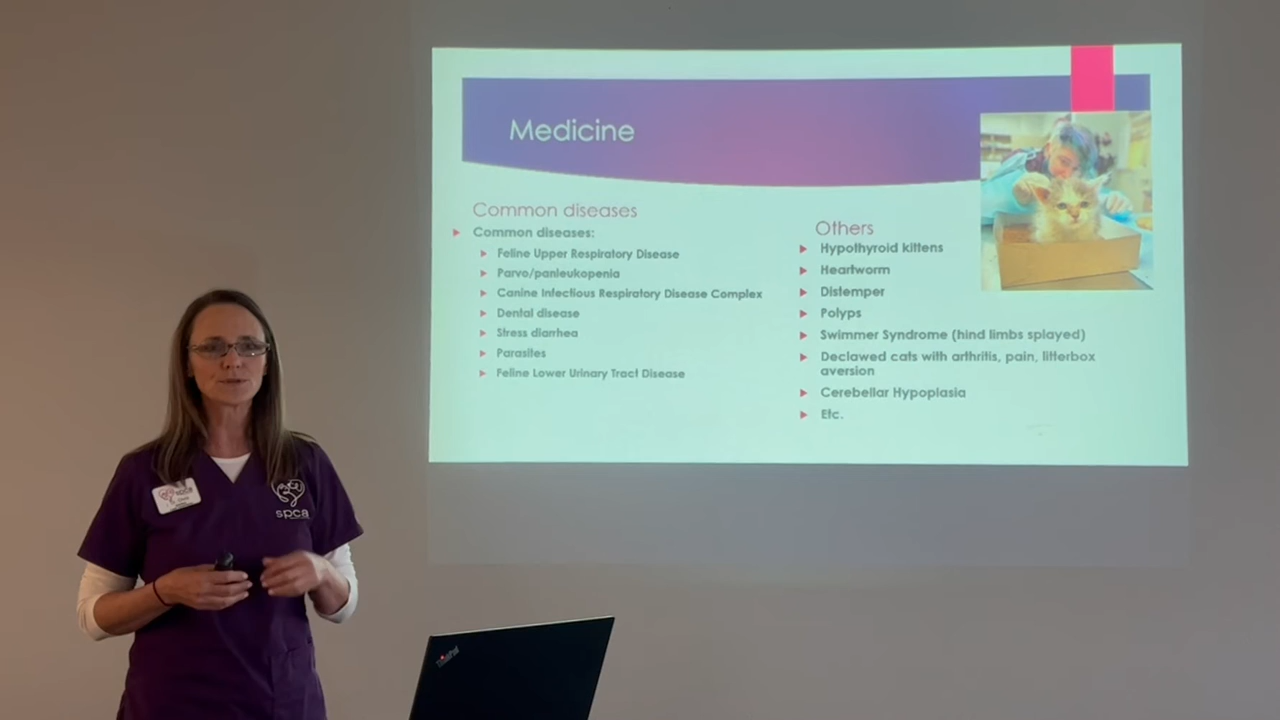 Medicine
Common diseases
Common diseases:
Feline Upper Respiratory Disease
Parvo/panleukopenia
Canine Infectious Respiratory Disease Complex
Dental disease
Stress diarrhea
Parasites
Feline Lower Urinary Tract Disease
Others
Hypothyroid kittens
Heartworm
Distemper
Polyps
Swimmer Syndrome (hind limbs splayed)
Declawed cats with arthritis, pain, litterbox
aversion
Cerebellar Hypoplasia
Etc.
spca
spca
ThinkPad